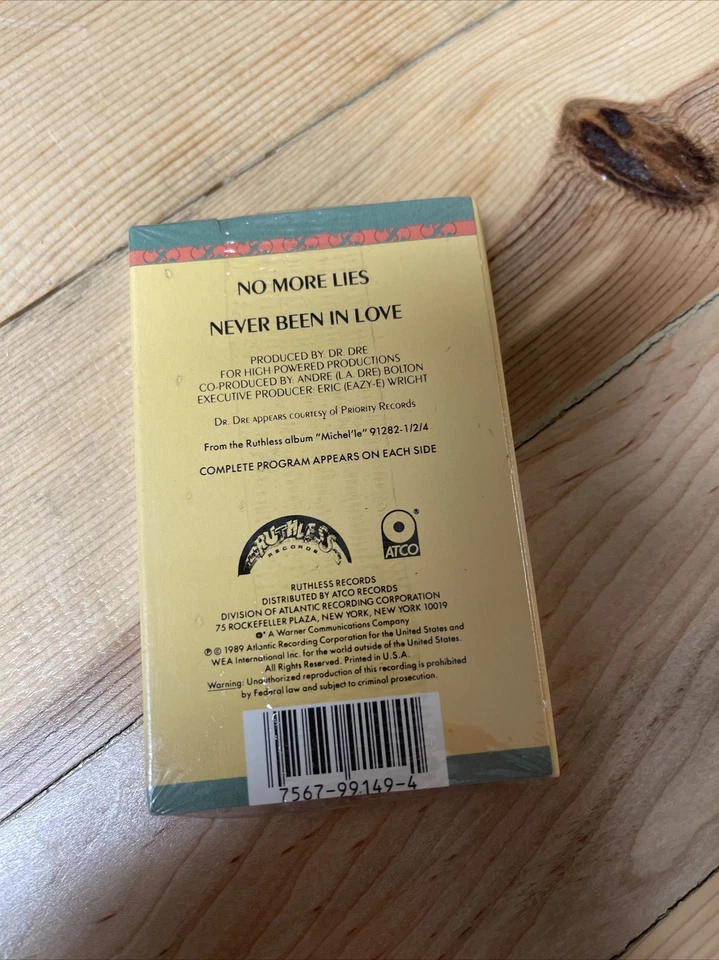 NO MORE LIES
NEVER BEEN IN LOVE
PRODUCED BY: DR. DRE
FOR HIGH POWERED PRODUCTIONS
CO-PRODUCED BY: ANDRE (L.A. DRE) BOLTON
EXECUTIVE PRODUCER: ERIC (EAZY-E) WRIGHT
DR. DRE APPEARS COURTESY OF PRIORITY RECORDS
From the Ruthless album "Michel'le" 91282-1/2/4
COMPLETE PROGRAM APPEARS ON EACH SIDE
RUTHLESS
RECORDS
®
ATCO
RUTHLESS RECORDS
DISTRIBUTED BY ATCO RECORDS
DIVISION OF ATLANTIC RECORDING CORPORATION
75 ROCKEFELLER PLAZA, NEW YORK, NEW YORK 10019
A Warner Communications Company
℗ © 1989 Atlantic Recording Corporation for the United States and
WEA International Inc. for the world outside of the United States.
All Rights Reserved. Printed in U.S.A.
Warning: Unauthorized reproduction of this recording is prohibited
by Federal law and subject to criminal prosecution.
7567-99149-4